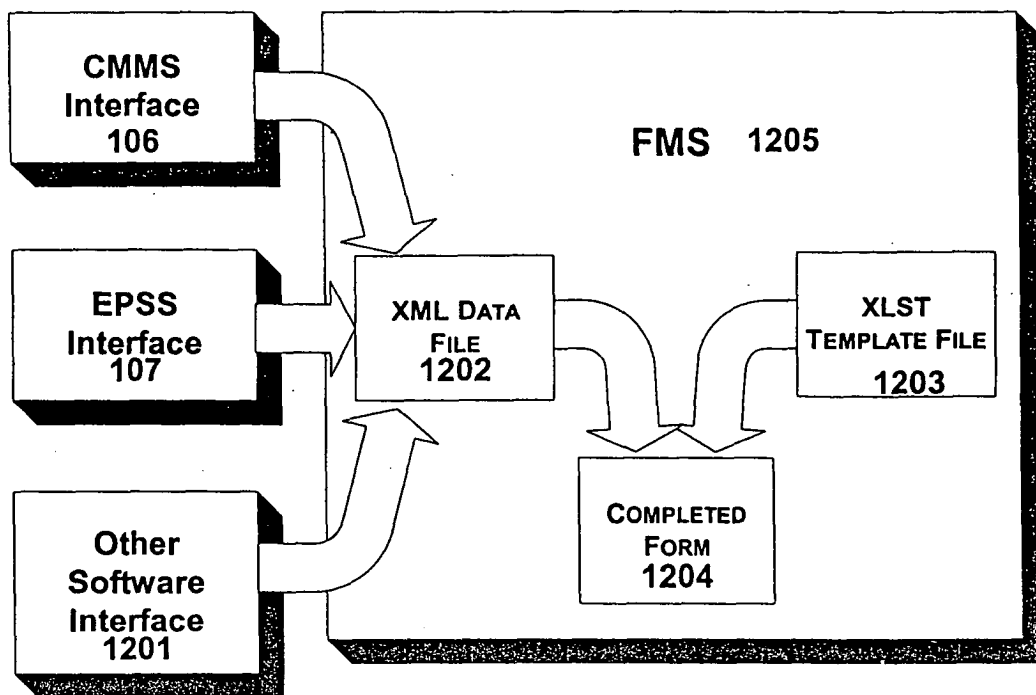 CMMS
Interface
106
FMS 1205
EPSS
Interface
107
XML DATA
FILE
1202
XLST
TEMPLATE FILE
1203
Other
Software
Interface
1201
COMPLETED
FORM
1204